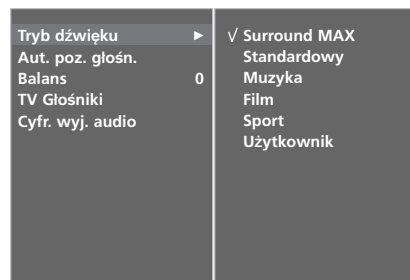 Tryb dźwięku ►
Aut. poz. głośn.
Balans 0
TV Głośniki
Cyfr. wyj. audio
√ Surround MAX
Standardowy
Muzyka
Film
Sport
Użytkownik